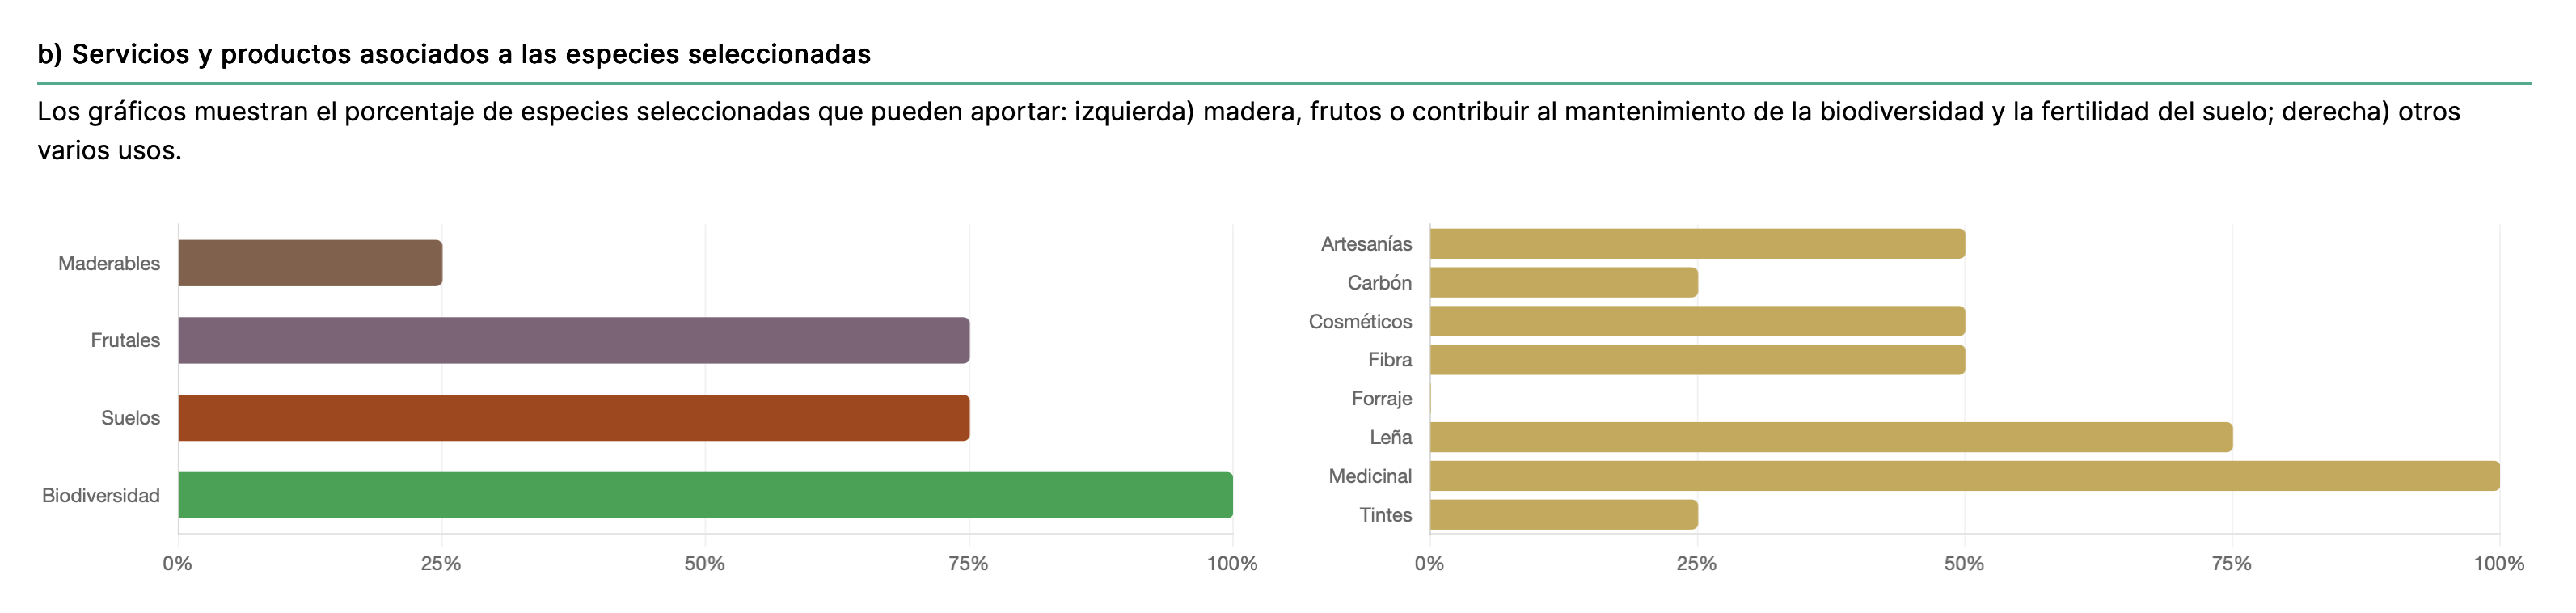 b) Servicios y productos asociados a las especies seleccionadas
Los gráficos muestran el porcentaje de especies seleccionadas que pueden aportar: izquierda) madera, frutos o contribuir al mantenimiento de la biodiversidad y la fertilidad del suelo; derecha) otros
varios usos.
Maderables
Frutales
Suelos
Biodiversidad
0% 25% 50% 75% 100%
Artesanías
Carbón
Cosméticos
Fibra
Forraje
Leña
Medicinal
Tintes
0% 25% 50% 75% 100%